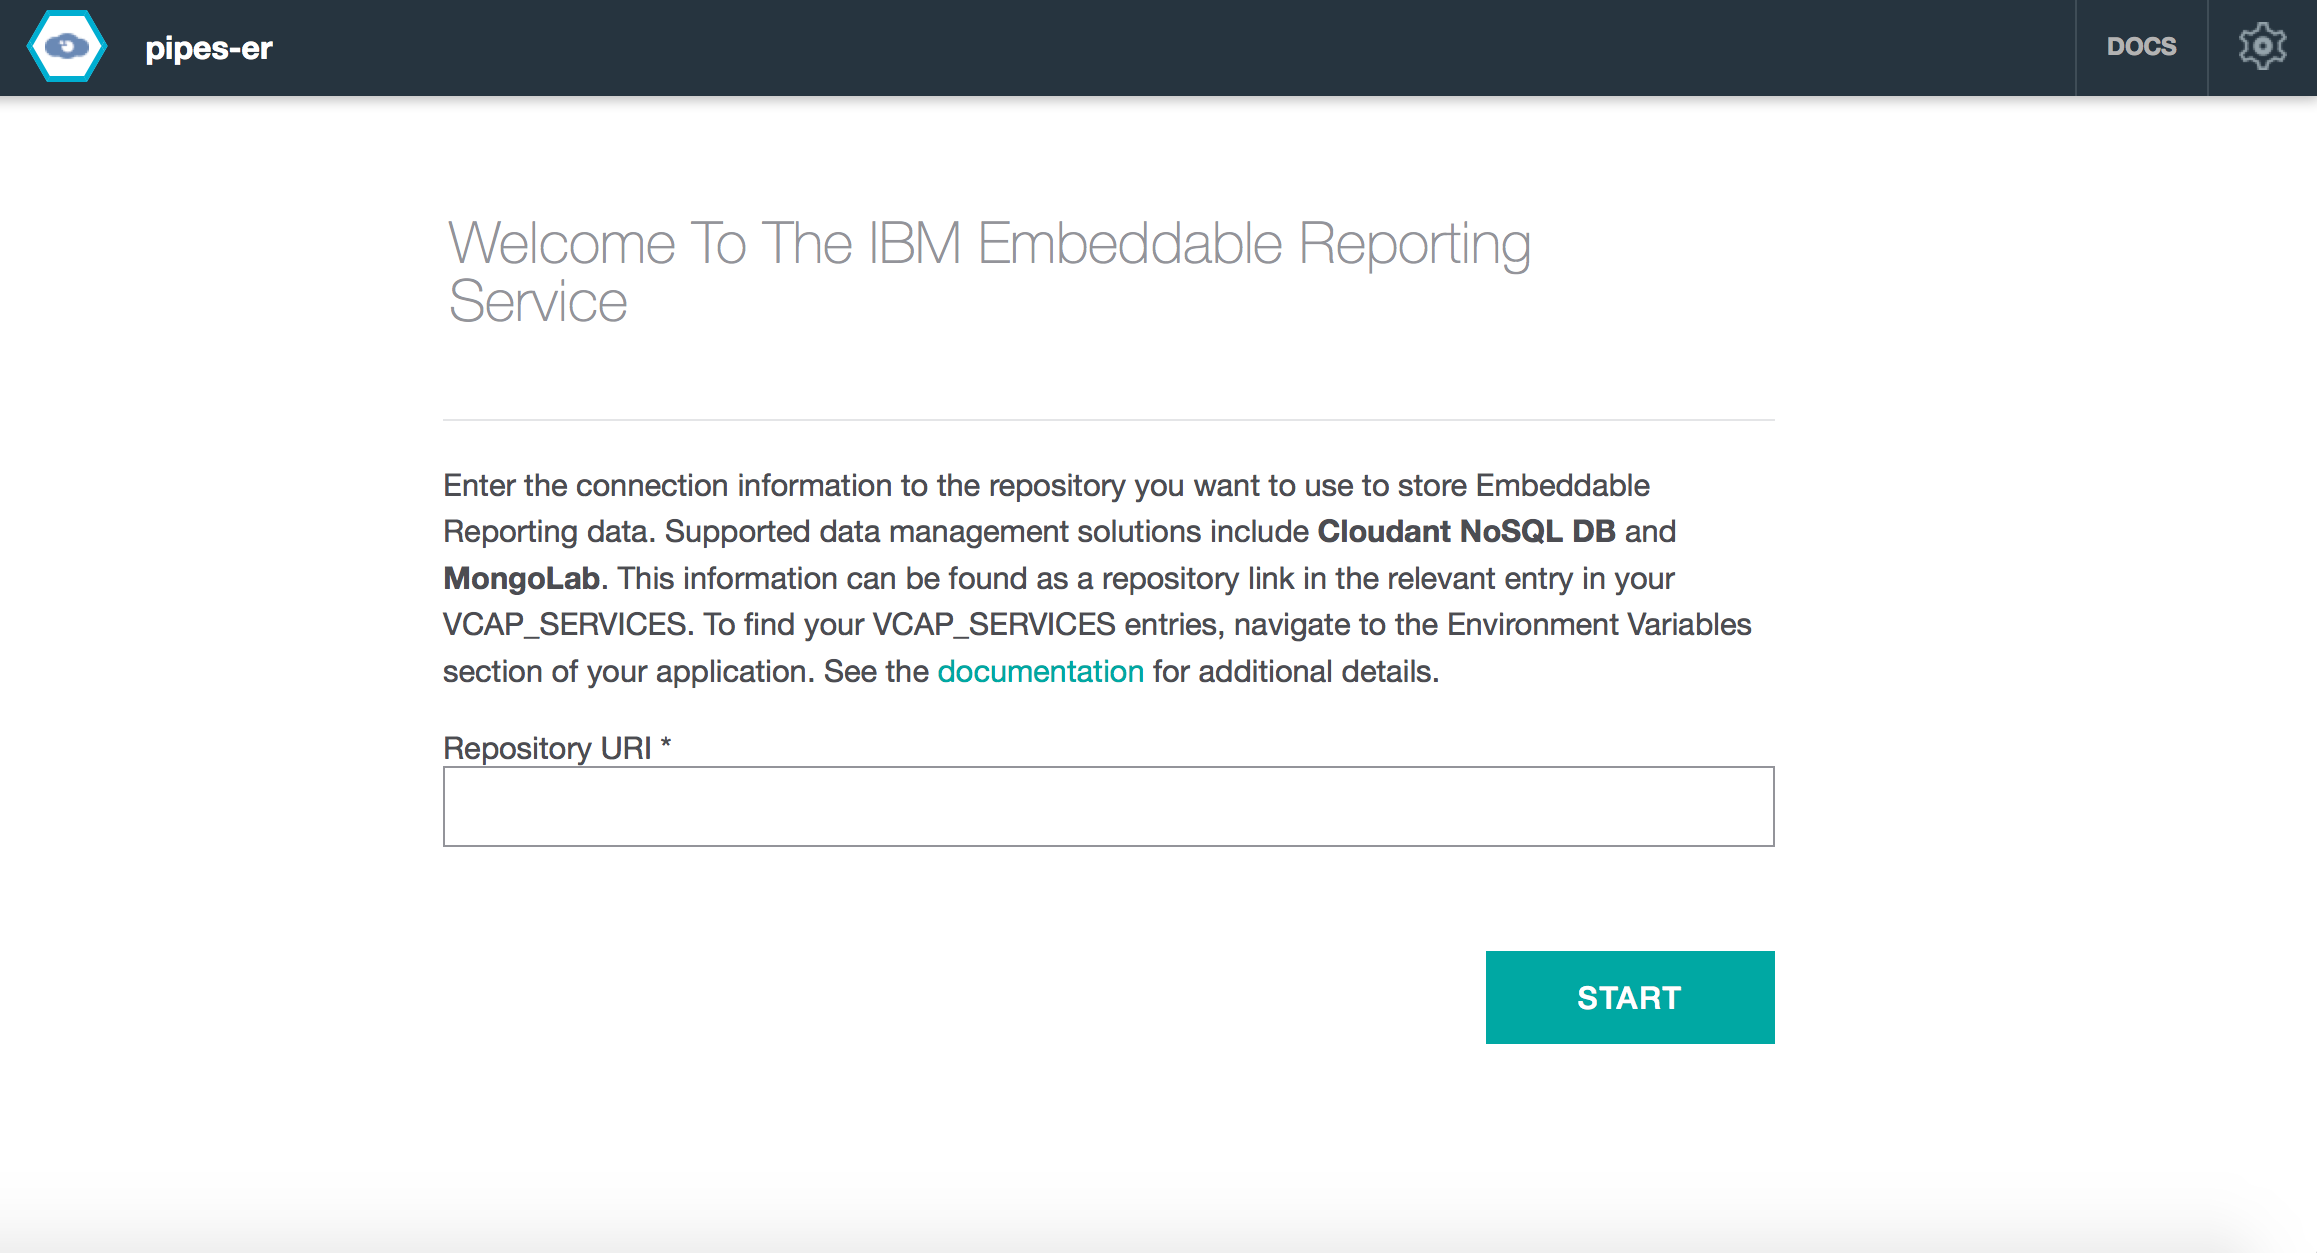 pipes-er
DOCS
Welcome To The IBM Embeddable Reporting
Service
Enter the connection information to the repository you want to use to store Embeddable
Reporting data. Supported data management solutions include Cloudant NoSQL DB and
MongoLab. This information can be found as a repository link in the relevant entry in your
VCAP_SERVICES. To find your VCAP_SERVICES entries, navigate to the Environment Variables
section of your application. See the documentation for additional details.
Repository URI *
START